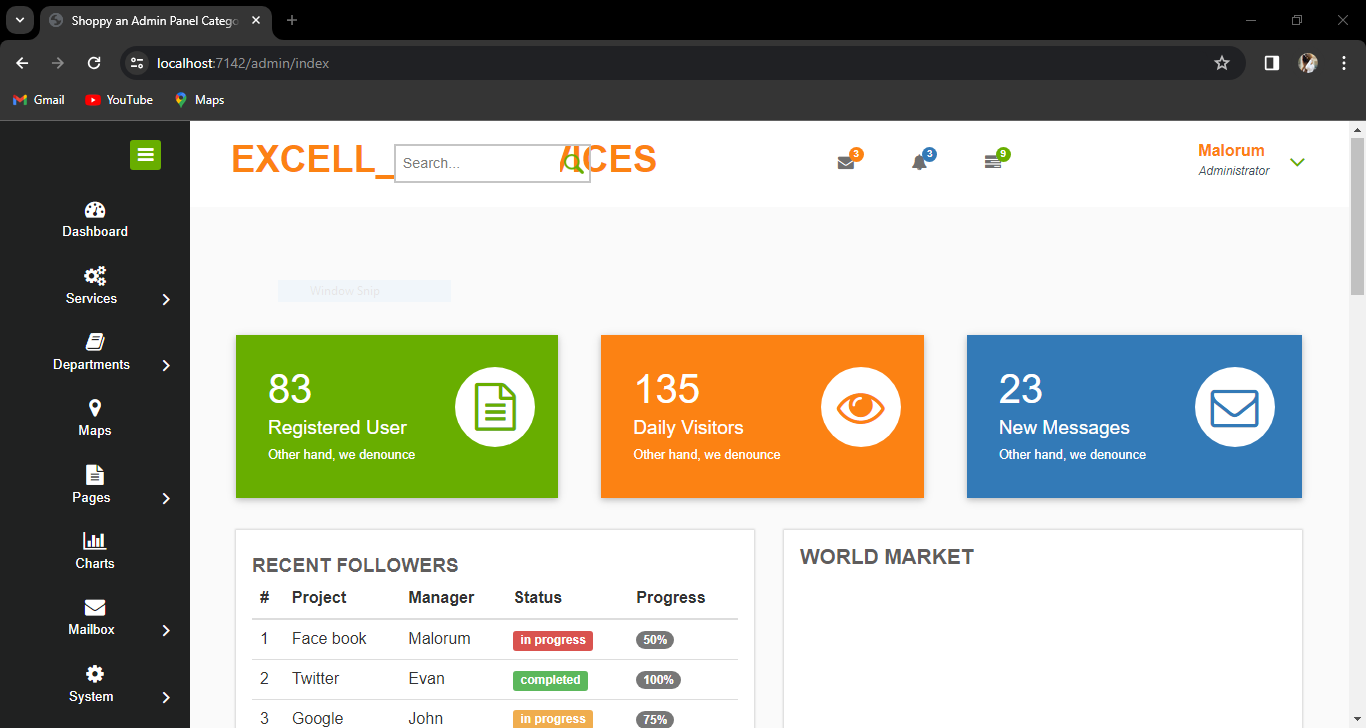 Shoppy an Admin Panel Catego
localhost:7142/admin/index
Gmail YouTube Maps
EXCELL_ Search... VICES 3 3 9 Malorum
Administrator
Dashboard
Services
Departments
Maps
Pages
Charts
Mailbox
System
Window Snip
83
Registered User
Other hand, we denounce
135
Daily Visitors
Other hand, we denounce
23
New Messages
Other hand, we denounce
RECENT FOLLOWERS
# Project Manager Status Progress
1 Face book Malorum in progress 50%
2 Twitter Evan completed 100%
3 Google John in progress 75%
WORLD MARKET